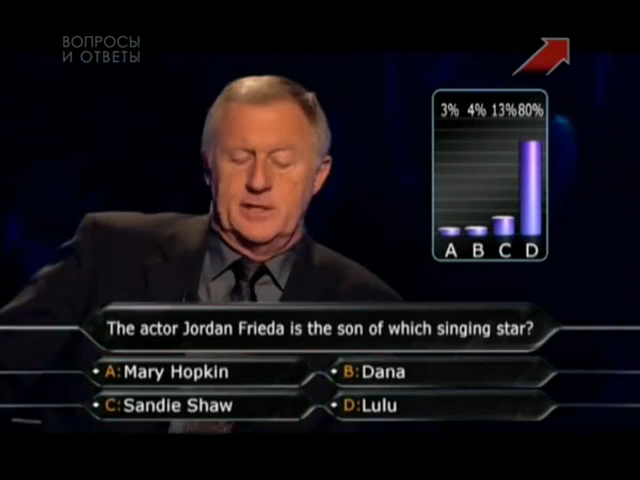 ВОПРОСЫ
И ОТВЕТЫ
3% 4% 13% 80%
A B C D
The actor Jordan Frieda is the son of which singing star?
A: Mary Hopkin
B: Dana
C: Sandie Shaw
D: Lulu